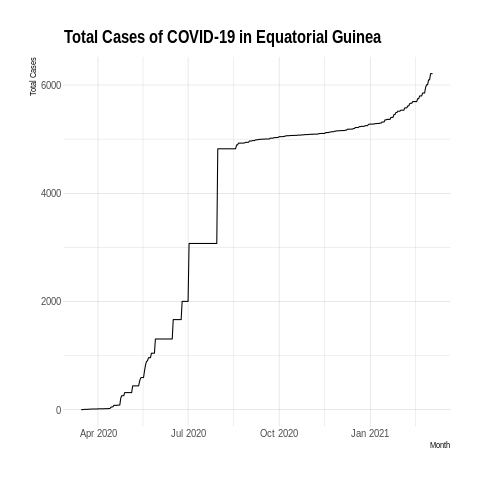 Total Cases of COVID-19 in Equatorial Guinea
Total Cases
6000
4000
2000
0
Apr 2020 Jul 2020 Oct 2020 Jan 2021
Month